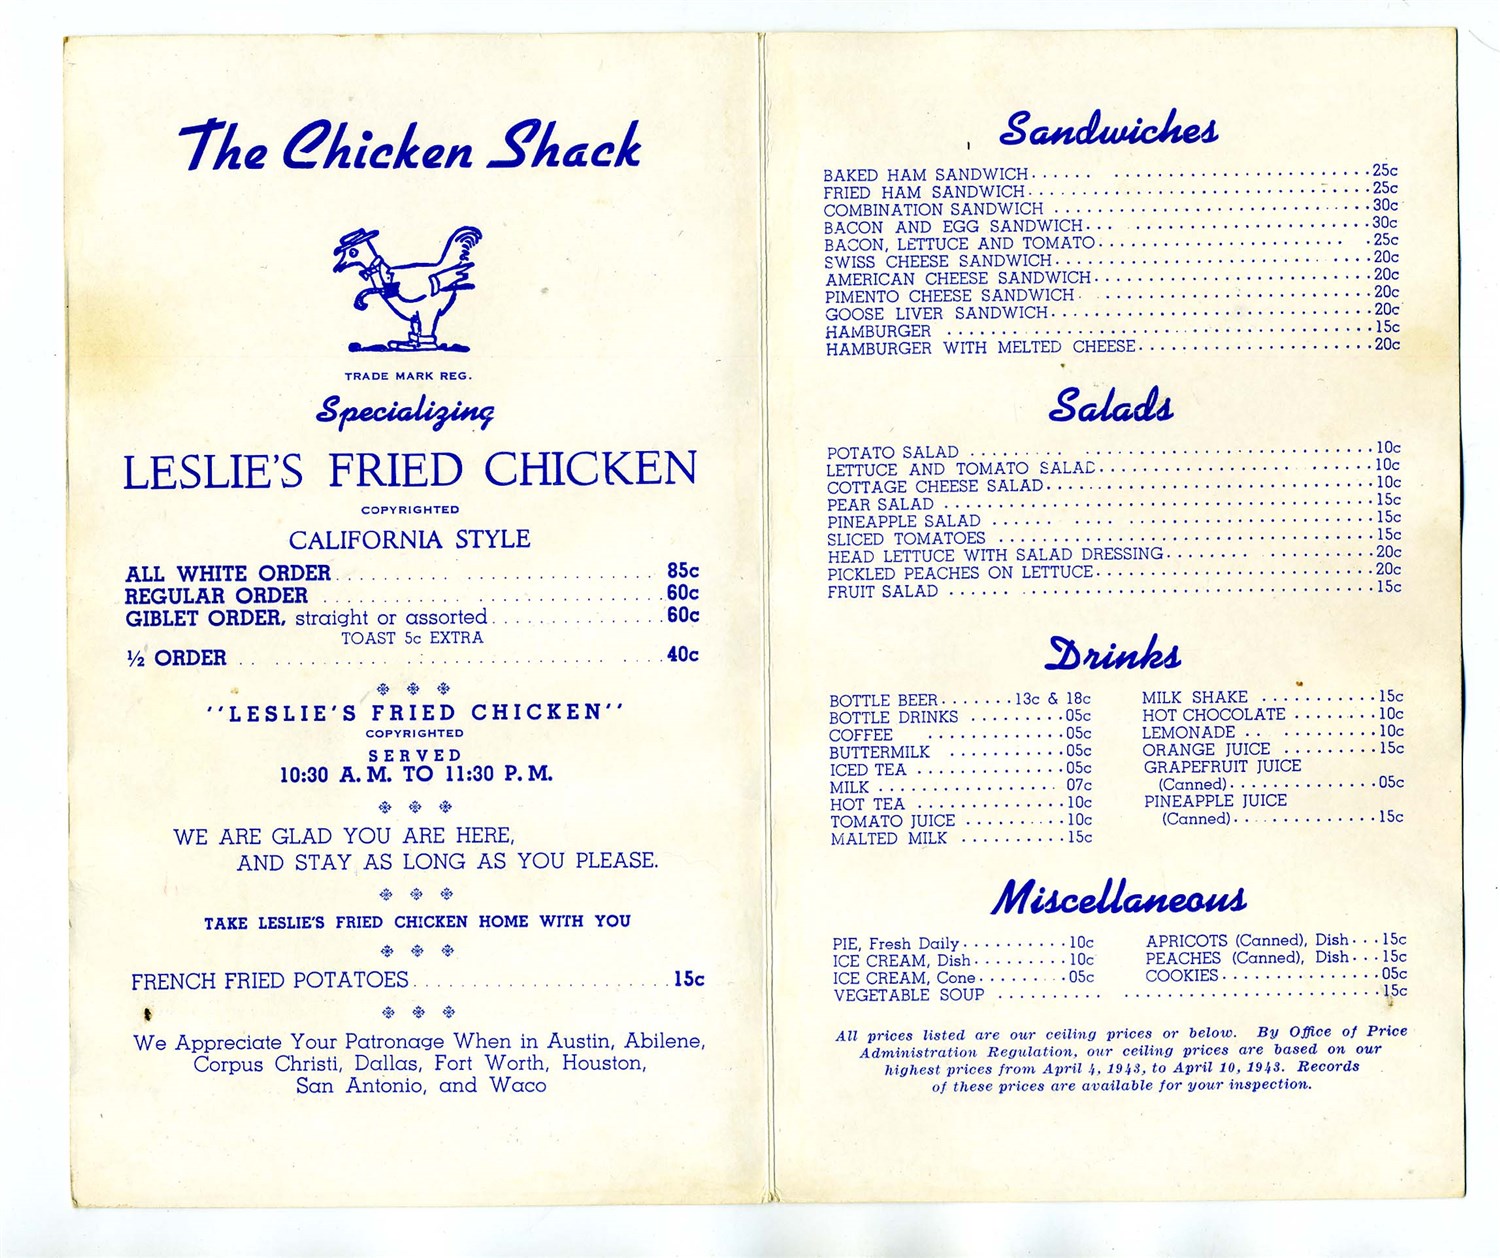 The Chicken Shack
TRADE MARK REG.
Specializing
LESLIE'S FRIED CHICKEN
COPYRIGHTED
CALIFORNIA STYLE
ALL WHITE ORDER 85c
REGULAR ORDER 60c
GIBLET ORDER, straight or assorted 60c
TOAST 5c EXTRA
½ ORDER 40c
''LESLIE'S FRIED CHICKEN''
COPYRIGHTED
SERVED
10:30 A. M. TO 11:30 P. M.
WE ARE GLAD YOU ARE HERE,
AND STAY AS LONG AS YOU PLEASE.
TAKE LESLIE'S FRIED CHICKEN HOME WITH YOU
FRENCH FRIED POTATOES 15c
We Appreciate Your Patronage When in Austin, Abilene,
Corpus Christi, Dallas, Fort Worth, Houston,
San Antonio, and Waco
Sandwiches
BAKED HAM SANDWICH 25c
FRIED HAM SANDWICH 25c
COMBINATION SANDWICH 30c
BACON AND EGG SANDWICH 30c
BACON, LETTUCE AND TOMATO 25c
SWISS CHEESE SANDWICH 20c
AMERICAN CHEESE SANDWICH 20c
PIMENTO CHEESE SANDWICH 20c
GOOSE LIVER SANDWICH 20c
HAMBURGER 15c
HAMBURGER WITH MELTED CHEESE 20c
Salads
POTATO SALAD 10c
LETTUCE AND TOMATO SALAD 10c
COTTAGE CHEESE SALAD 10c
PEAR SALAD 15c
PINEAPPLE SALAD 15c
SLICED TOMATOES 15c
HEAD LETTUCE WITH SALAD DRESSING 20c
PICKLED PEACHES ON LETTUCE 20c
FRUIT SALAD 15c
Drinks
BOTTLE BEER 13c & 18c
BOTTLE DRINKS 05c
COFFEE 05c
BUTTERMILK 05c
ICED TEA 05c
MILK 07c
HOT TEA 10c
TOMATO JUICE 10c
MALTED MILK 15c
MILK SHAKE 15c
HOT CHOCOLATE 10c
LEMONADE 10c
ORANGE JUICE 15c
GRAPEFRUIT JUICE
(Canned) 05c
PINEAPPLE JUICE
(Canned) 15c
Miscellaneous
PIE, Fresh Daily 10c
ICE CREAM, Dish 10c
ICE CREAM, Cone 05c
APRICOTS (Canned), Dish 15c
PEACHES (Canned), Dish 15c
COOKIES 05c
VEGETABLE SOUP 15c
All prices listed are our ceiling prices or below. By Office of Price
Administration Regulation, our ceiling prices are based on our
highest prices from April 4, 1943, to April 10, 1943. Records
of these prices are available for your inspection.